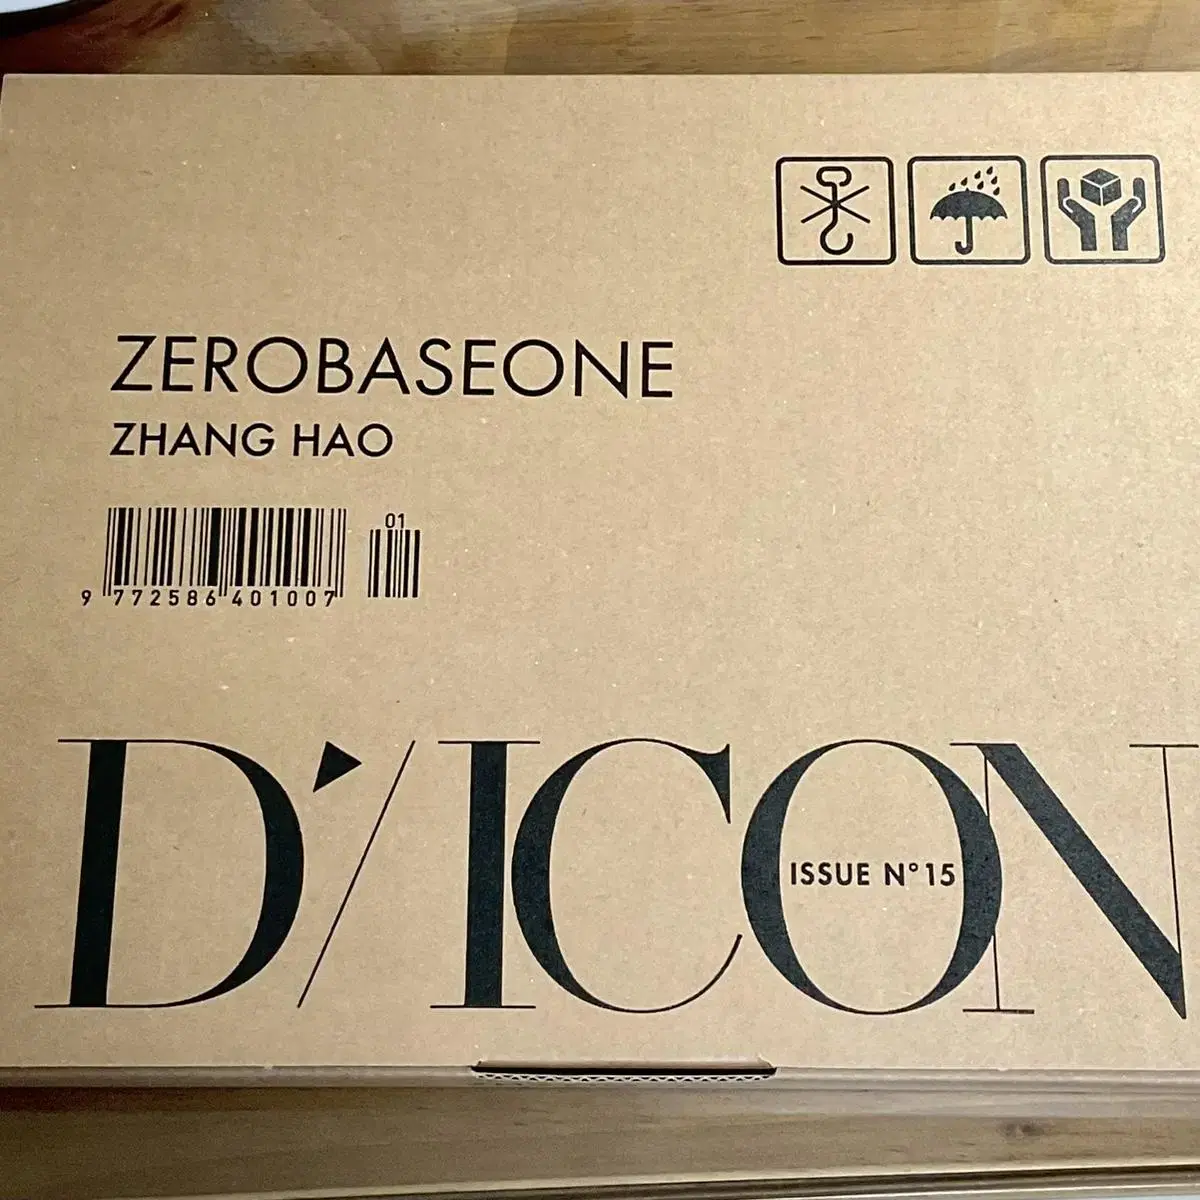 ZEROBASEONE
ZHANG HAO
01
9 772586 401007
D'/ICON
ISSUE N°15